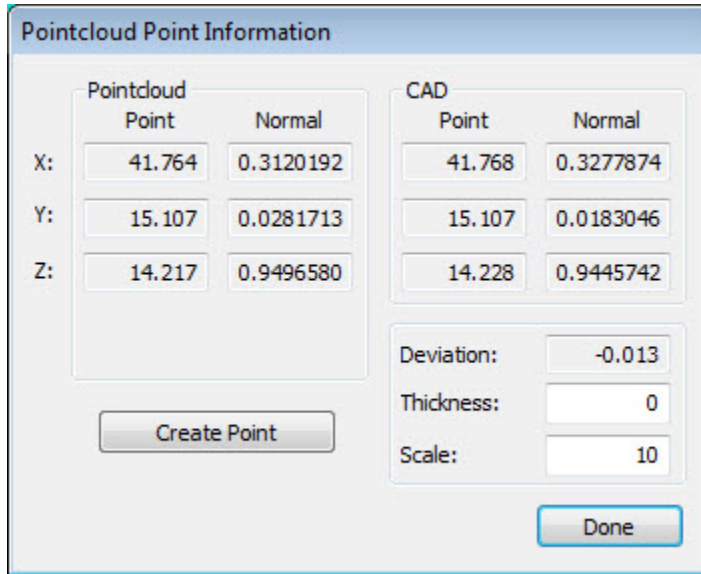 Pointcloud Point Information
Pointcloud CAD
Point Normal Point Normal
X: 41.764 0.3120192 41.768 0.3277874
Y: 15.107 0.0281713 15.107 0.0183046
Z: 14.217 0.9496580 14.228 0.9445742
Deviation: -0.013
Thickness: 0
Create Point
Scale: 10
Done